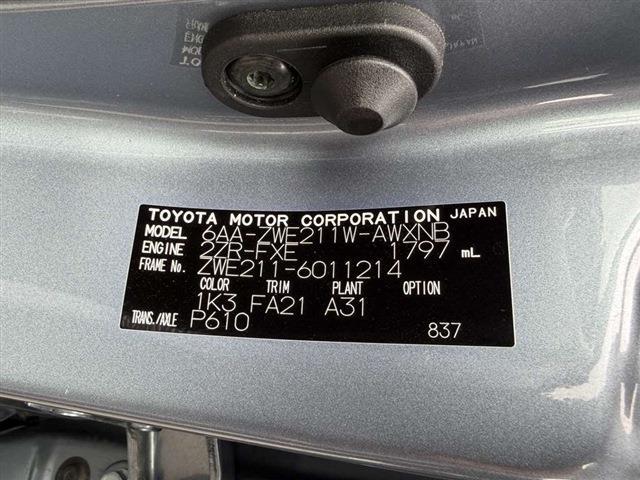 TOYOTA MOTOR CORPORATION JAPAN
MODEL 6AA-ZWE211W-AWXNB
ENGINE 2ZR-FXE 1797 mL
FRAME No. ZWE211-6011214
COLOR TRIM PLANT OPTION
1K3 FA21 A31
TRANS./AXLE P610
837